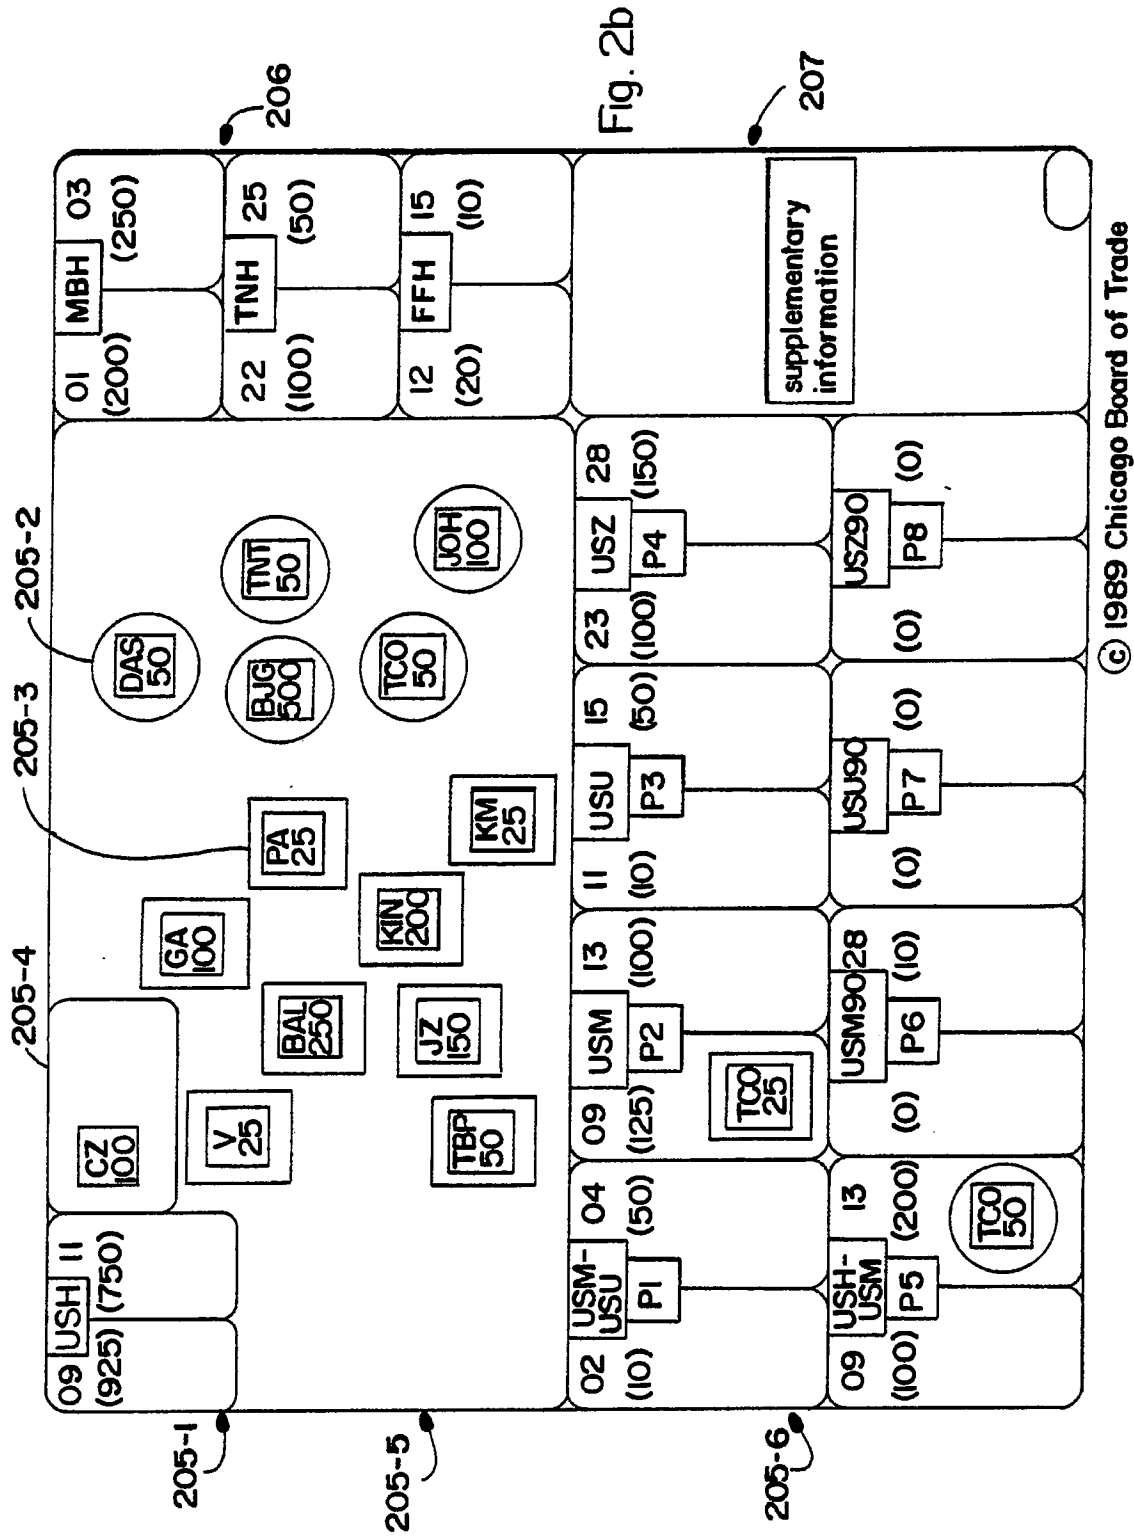 Fig. 2b
205-1
205-4
205-3
205-2
206
205-5
205-6
207
09 USH 11
(925) (750)
CZ
100
V
25
GA
100
BAL
250
PA
25
TBP
50
JZ
150
KIN
200
KM
25
DAS
50
BJG
500
TNT
50
TCO
50
JOH
100
01 MBH 03
(200) (250)
22 TNH 25
(100) (50)
12 FFH 15
(20) (10)
02 USM-USU 04
(10) P1 (50)
09 USM 13
(125) P2 (100)
TCO
25
11 USU 15
(10) P3 (50)
23 USZ 28
(100) P4 (150)
09 USH-USM 13
(100) P5 (200)
TCO
50
USM90 28
(0) P6 (10)
USU90
(0) P7 (0)
USZ90
(0) P8 (0)
supplementary
information
© 1989 Chicago Board of Trade